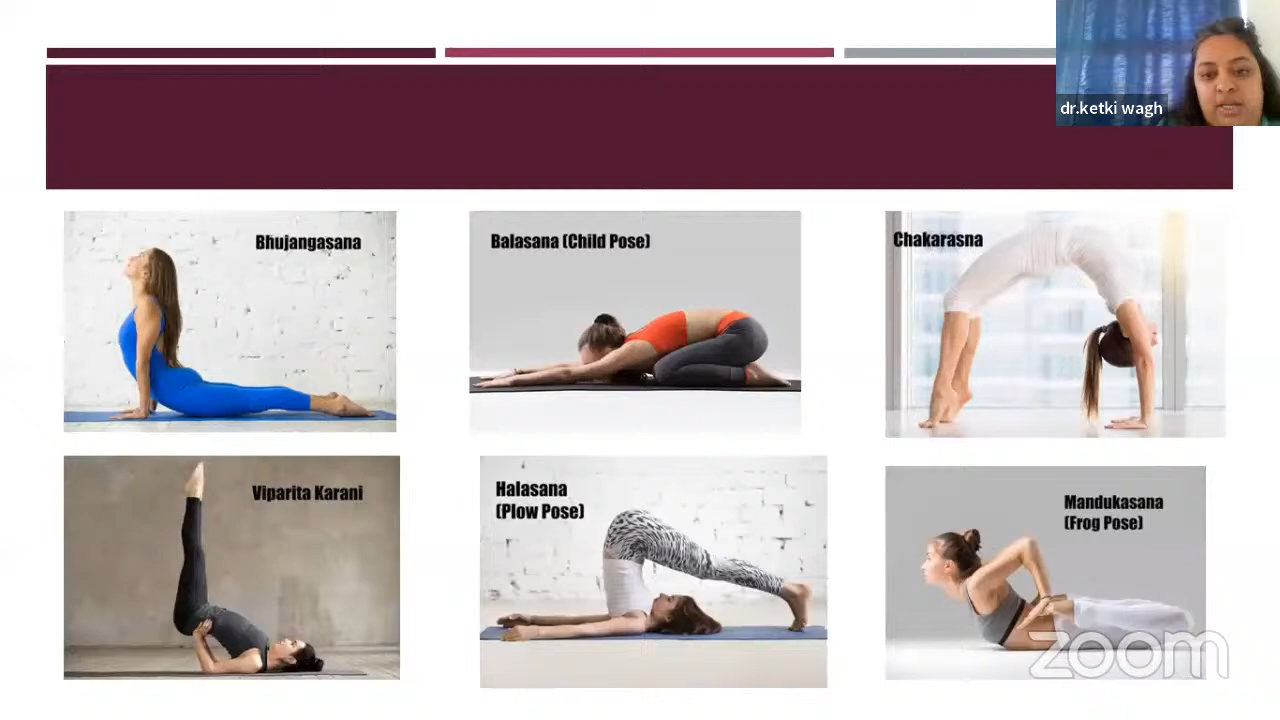 dr.ketki wagh
Bhujangasana
Balasana (Child Pose)
Chakarasna
Viparita Karani
Halasana
(Plow Pose)
Mandukasana
(Frog Pose)
zoom